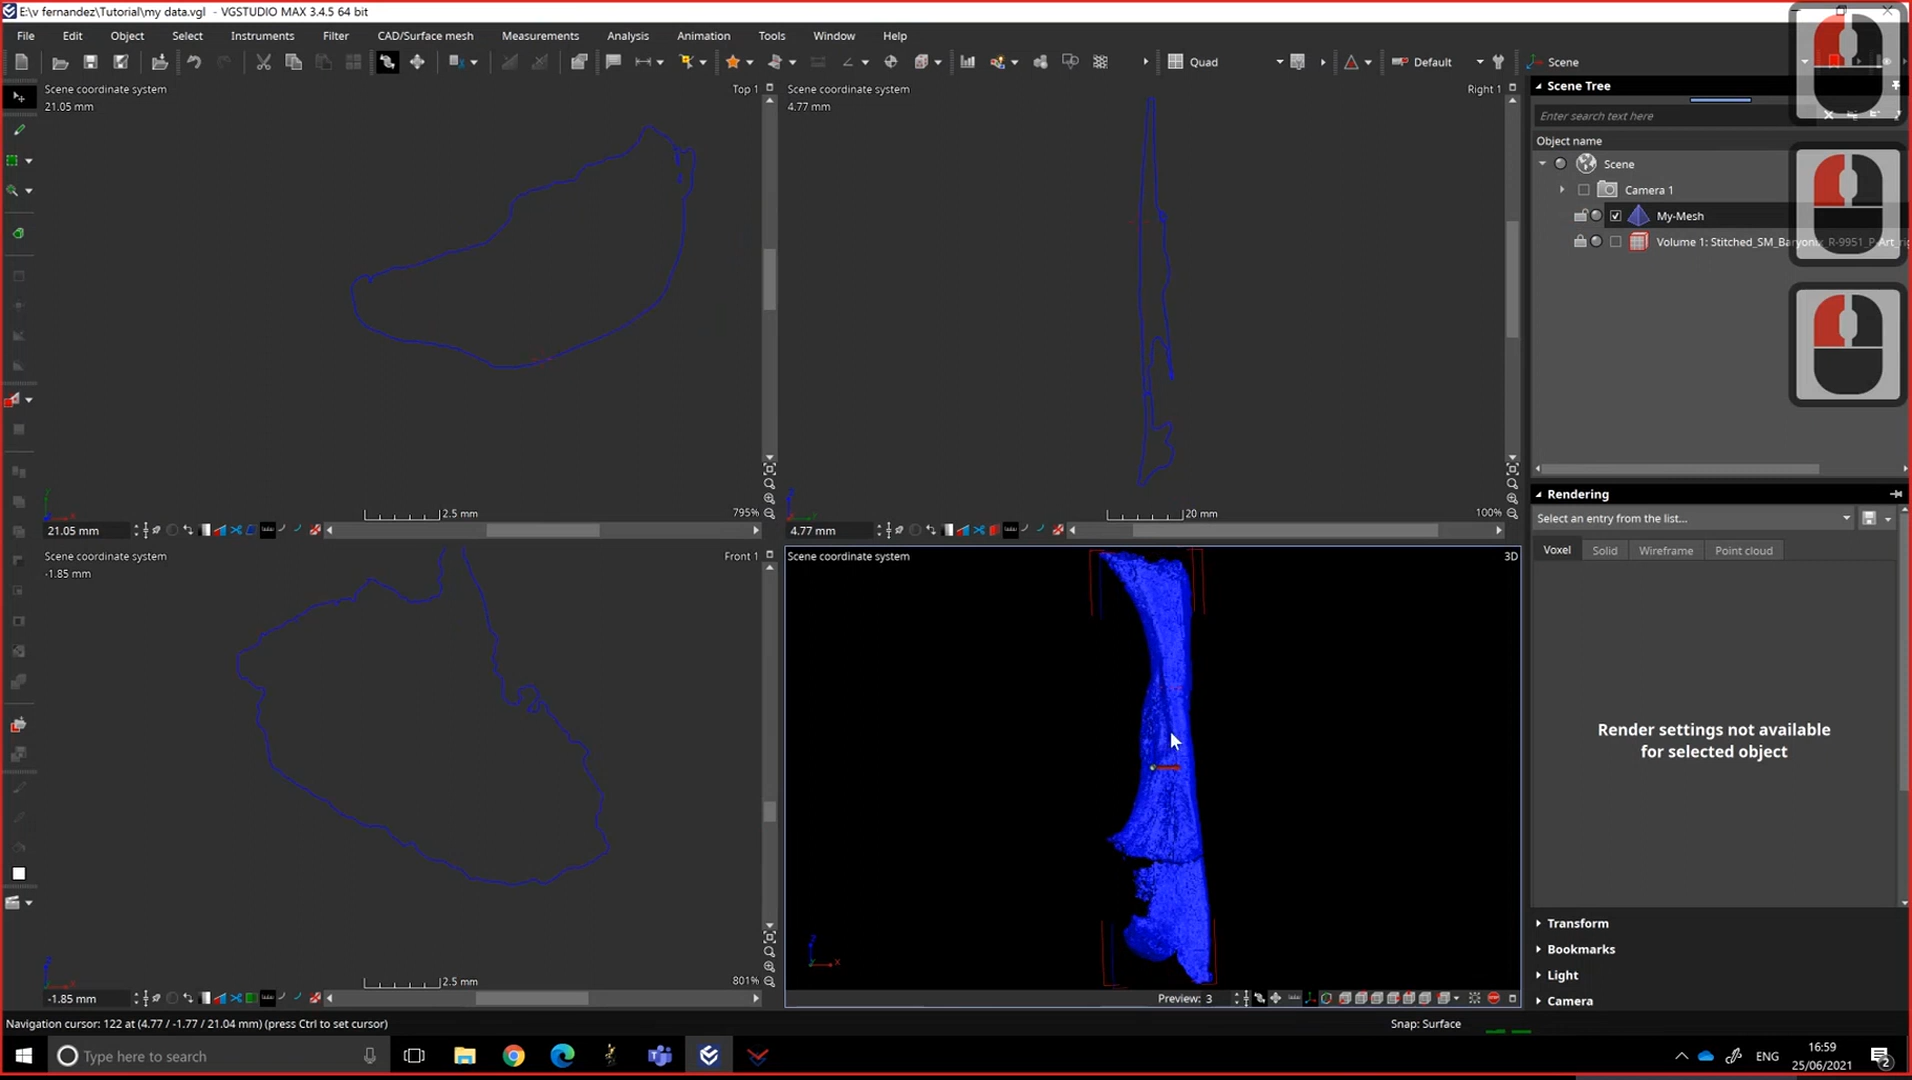 E:\v fernandez\Tutorial\my data.vgl - VGSTUDIO MAX 3.4.5 64 bit
File Edit Object Select Instruments Filter CAD/Surface mesh Measurements Analysis Animation Tools Window Help
Quad Default Scene
Scene coordinate system Top 1
21.05 mm
Scene coordinate system Right 1
4.77 mm
Scene Tree
Enter search text here
Object name
Scene
Camera 1
My-Mesh
Volume 1: Stitched_SM_Baryonix_R-9951_P-Art_ri
2.5 mm 795%
21.05 mm
20 mm 100%
4.77 mm
Rendering
Select an entry from the list...
Voxel Solid Wireframe Point cloud
Render settings not available
for selected object
Scene coordinate system Front 1
-1.85 mm
Scene coordinate system 3D
2.5 mm 801%
-1.85 mm
Preview: 3
Transform
Bookmarks
Light
Camera
Navigation cursor: 122 at (4.77 / -1.77 / 21.04 mm) (press Ctrl to set cursor) Snap: Surface
Type here to search
ENG
16:59
25/06/2021
2